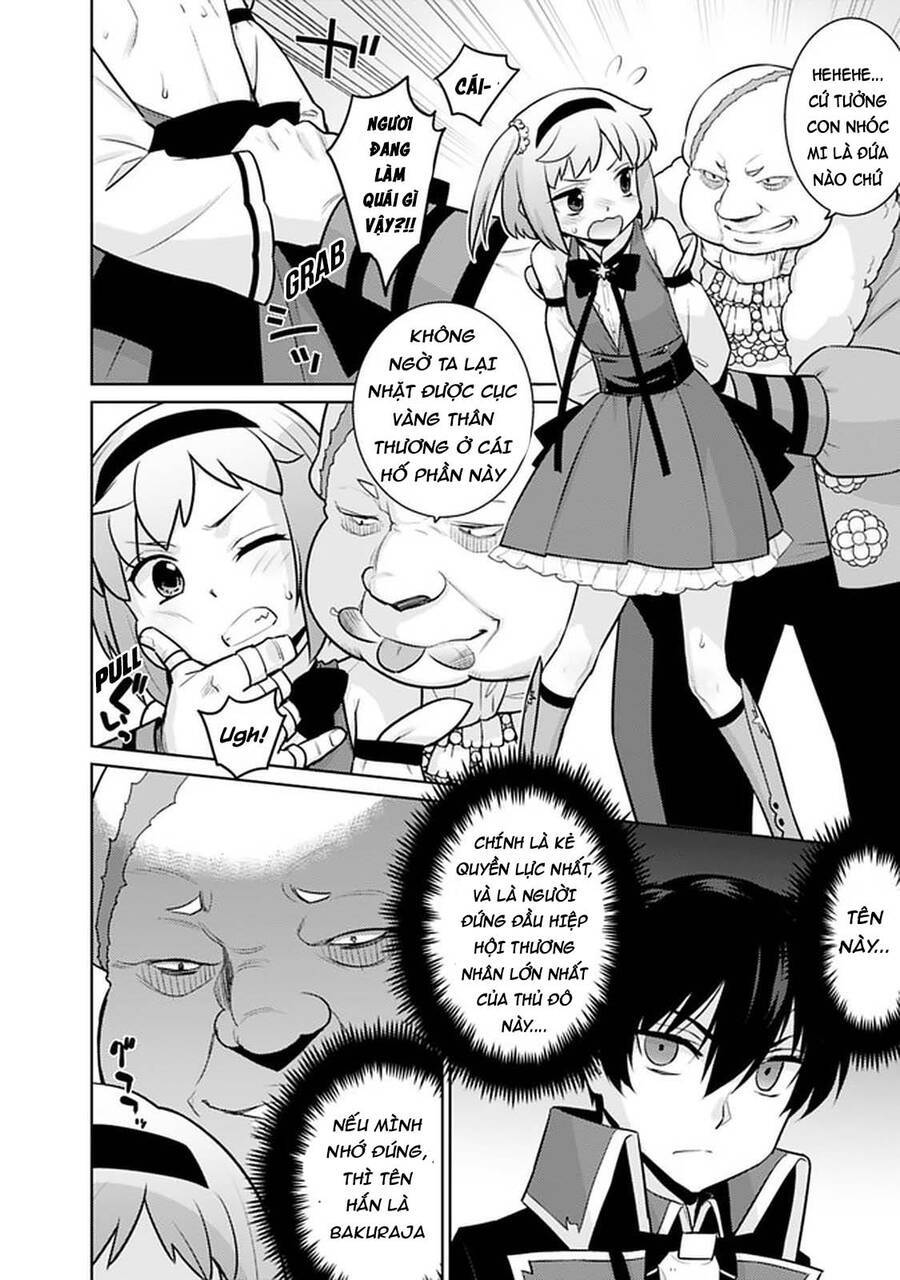 HEHEHE...
CỨ TƯỞNG
CON NHÓC
MI LÀ ĐỨA
NÀO CHỨ
CÁI-
NGƯƠI
ĐANG
LÀM
QUÁI GÌ
VẬY?!!
ガ
GRAB
KHÔNG
NGỜ TA LẠI
NHẶT ĐƯỢC CỤC
VÀNG THÂN
THƯƠNG Ở CÁI
HỐ PHẦN NÀY
PULL
Ugh!
TÊN
NÀY...
CHÍNH LÀ KẺ
QUYỀN LỰC NHẤT,
VÀ LÀ NGƯỜI
ĐỨNG ĐẦU HIỆP
HỘI THƯƠNG
NHÂN LỚN NHẤT
CỦA THỦ ĐÔ
NÀY....
NẾU MÌNH
NHỚ ĐÚNG,
THÌ TÊN
HẮN LÀ
BAKURAJA